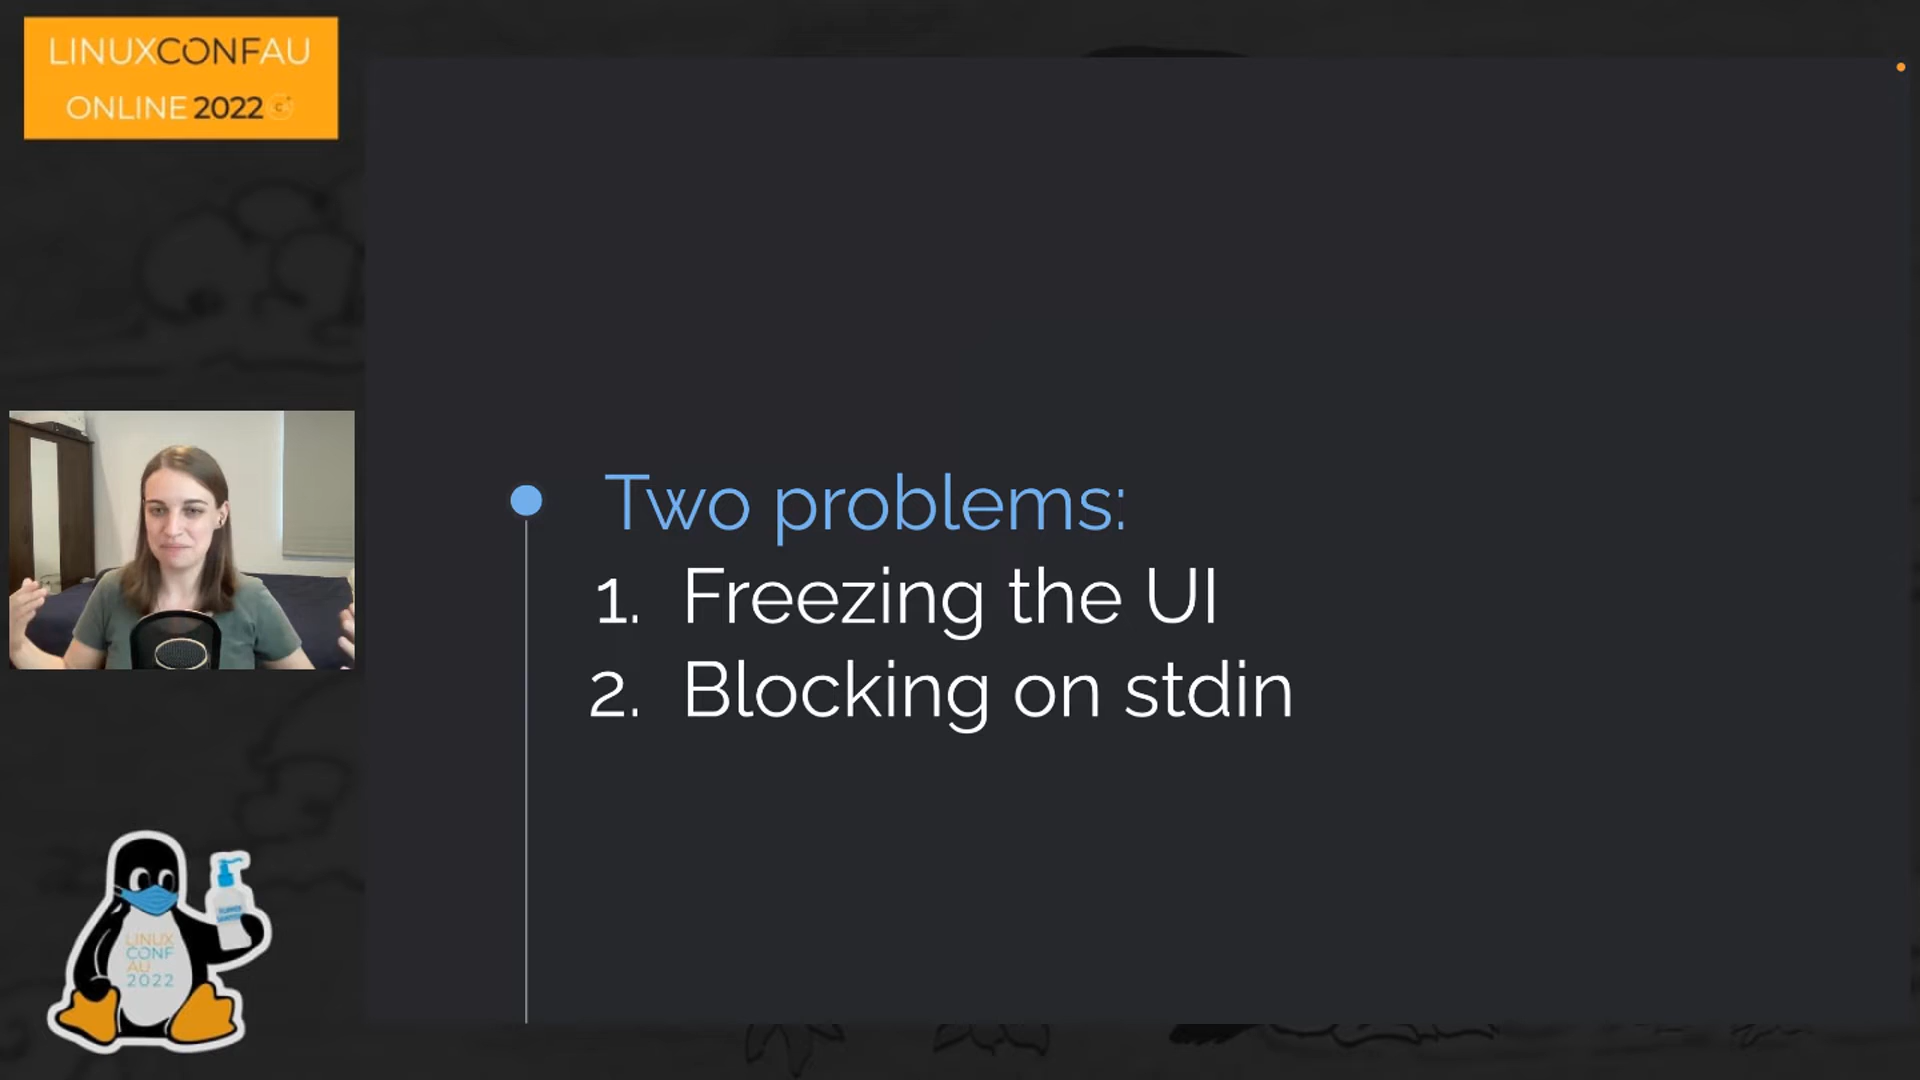 LINUXCONFAU
ONLINE 2022
Two problems:
1. Freezing the UI
2. Blocking on stdin
LINUX
CONF
AU
2022